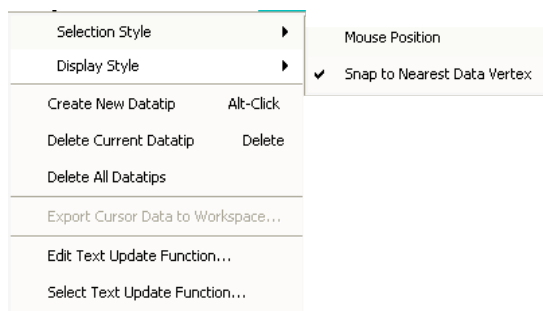 Selection Style
Display Style
Create New Datatip Alt-Click
Delete Current Datatip Delete
Delete All Datatips
Export Cursor Data to Workspace...
Edit Text Update Function...
Select Text Update Function...
Mouse Position
Snap to Nearest Data Vertex